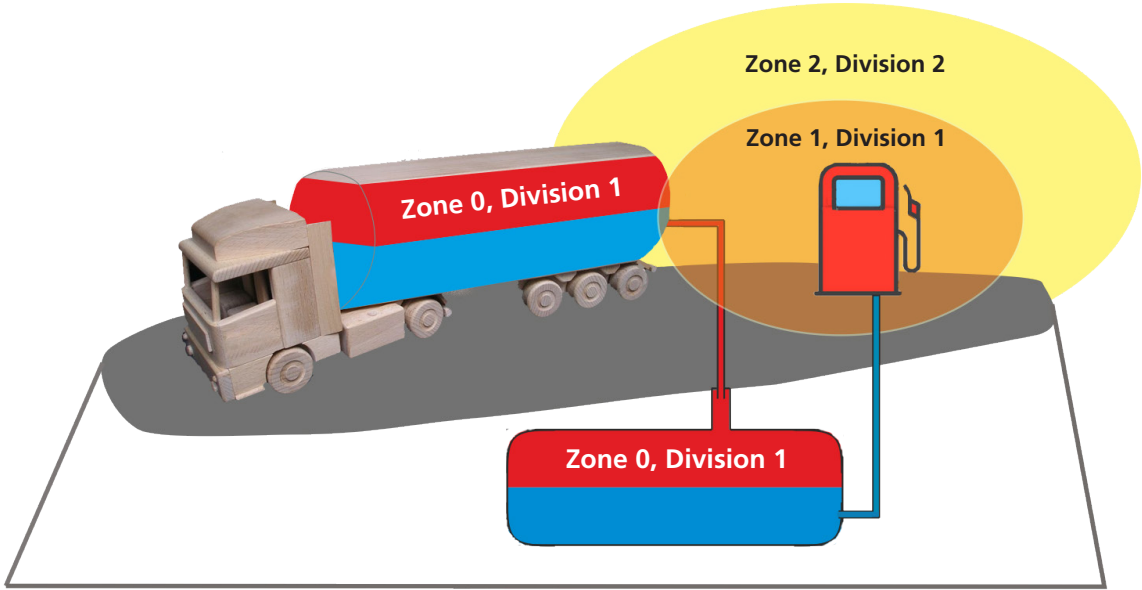 Zone 2, Division 2
Zone 1, Division 1
Zone 0, Division 1
Zone 0, Division 1